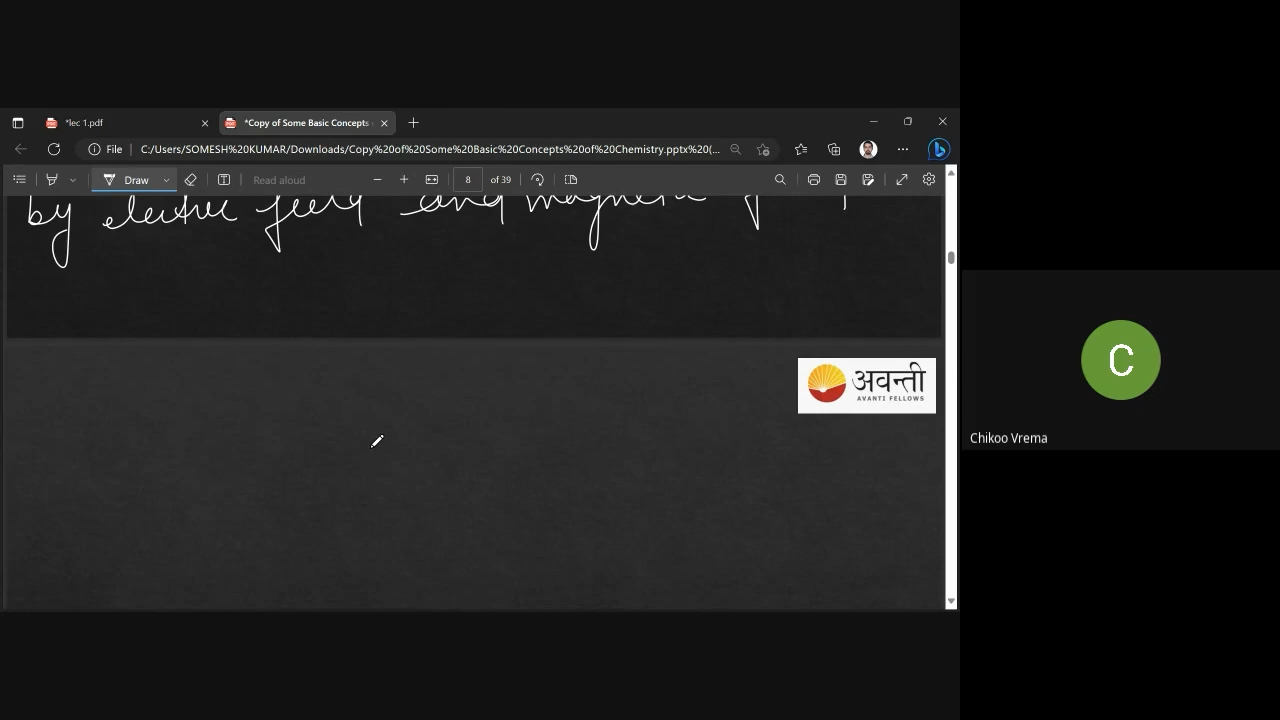 *lec 1.pdf
*Copy of Some Basic Concepts
File
C:/Users/SOMESH%20KUMAR/Downloads/Copy%20of%20Some%20Basic%20Concepts%20of%20Chemistry.pptx%20(...
Draw
Read aloud
8 of 39
by electric field and magnetic
अवन्ती
AVANTI FELLOWS
C
Chikoo Vrema